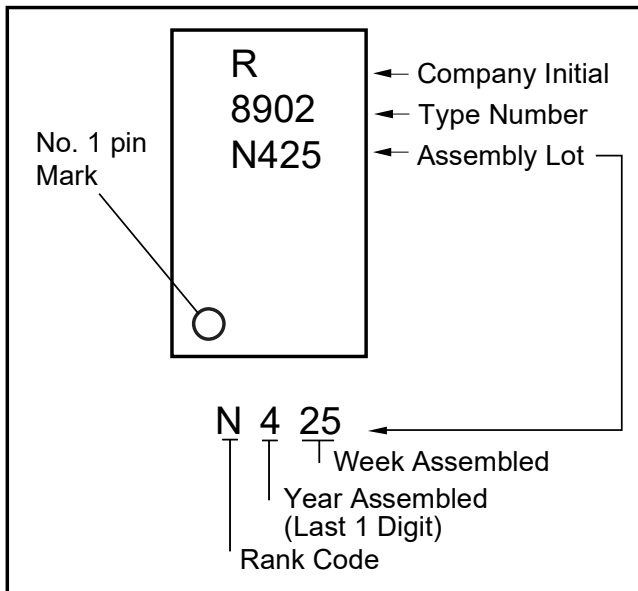 R
8902
N425
Company Initial
Type Number
Assembly Lot
No. 1 pin
Mark
N 4 25
Week Assembled
Year Assembled
(Last 1 Digit)
Rank Code